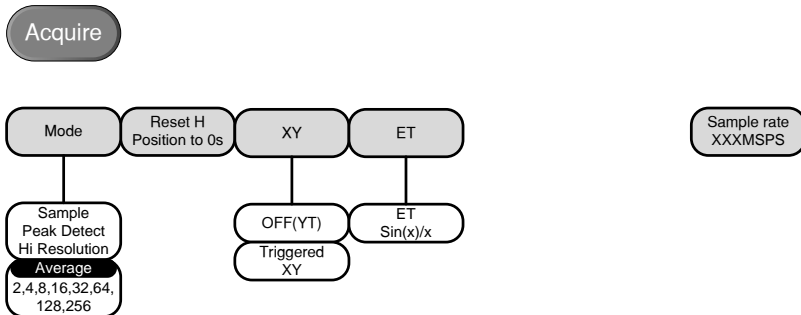 Acquire
Mode
Reset H
Position to 0s
XY
ET
Sample rate
XXXMSPS
Sample
Peak Detect
Hi Resolution
Average
2,4,8,16,32,64,
128,256
OFF(YT)
Triggered
XY
ET
Sin(x)/x